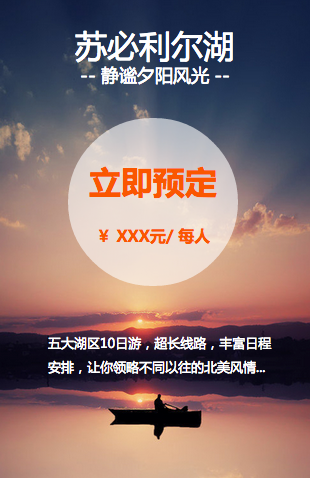 苏必利尔湖
-- 静谧夕阳风光 --
立即预定
¥ XXX元/ 每人
五大湖区10日游，超长线路，丰富日程
安排，让你领略不同以往的北美风情...